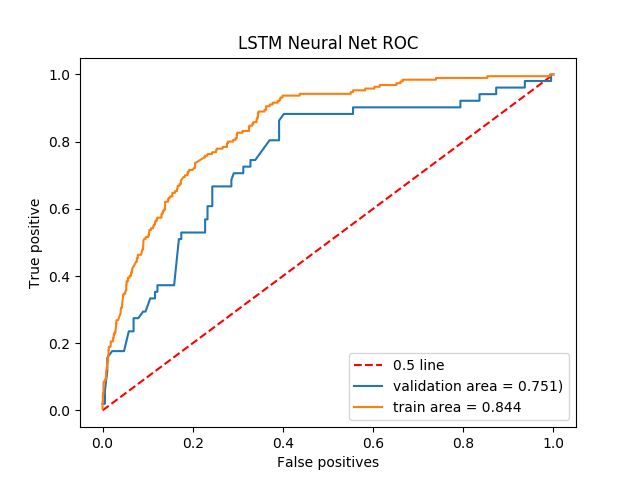 LSTM Neural Net ROC
1.0
0.8
0.6
0.4
0.2
0.0
True positive
0.0 0.2 0.4 0.6 0.8 1.0
False positives
0.5 line
validation area = 0.751)
train area = 0.844